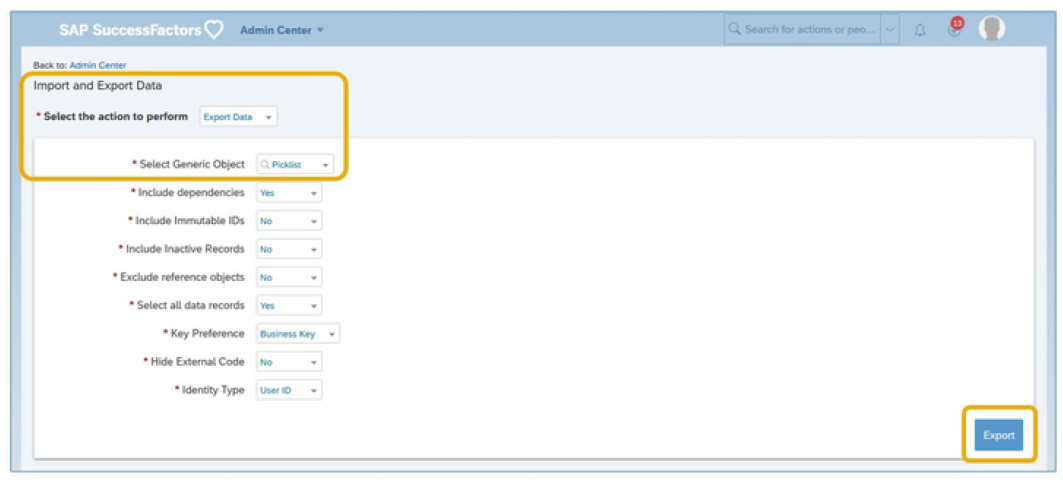 SAP SuccessFactors Admin Center
Search for actions or peo...
13
Back to: Admin Center
Import and Export Data
* Select the action to perform Export Data
* Select Generic Object Picklist
* Include dependencies Yes
* Include Immutable IDs No
* Include Inactive Records No
* Exclude reference objects No
* Select all data records Yes
* Key Preference Business Key
* Hide External Code No
* Identity Type User ID
Export